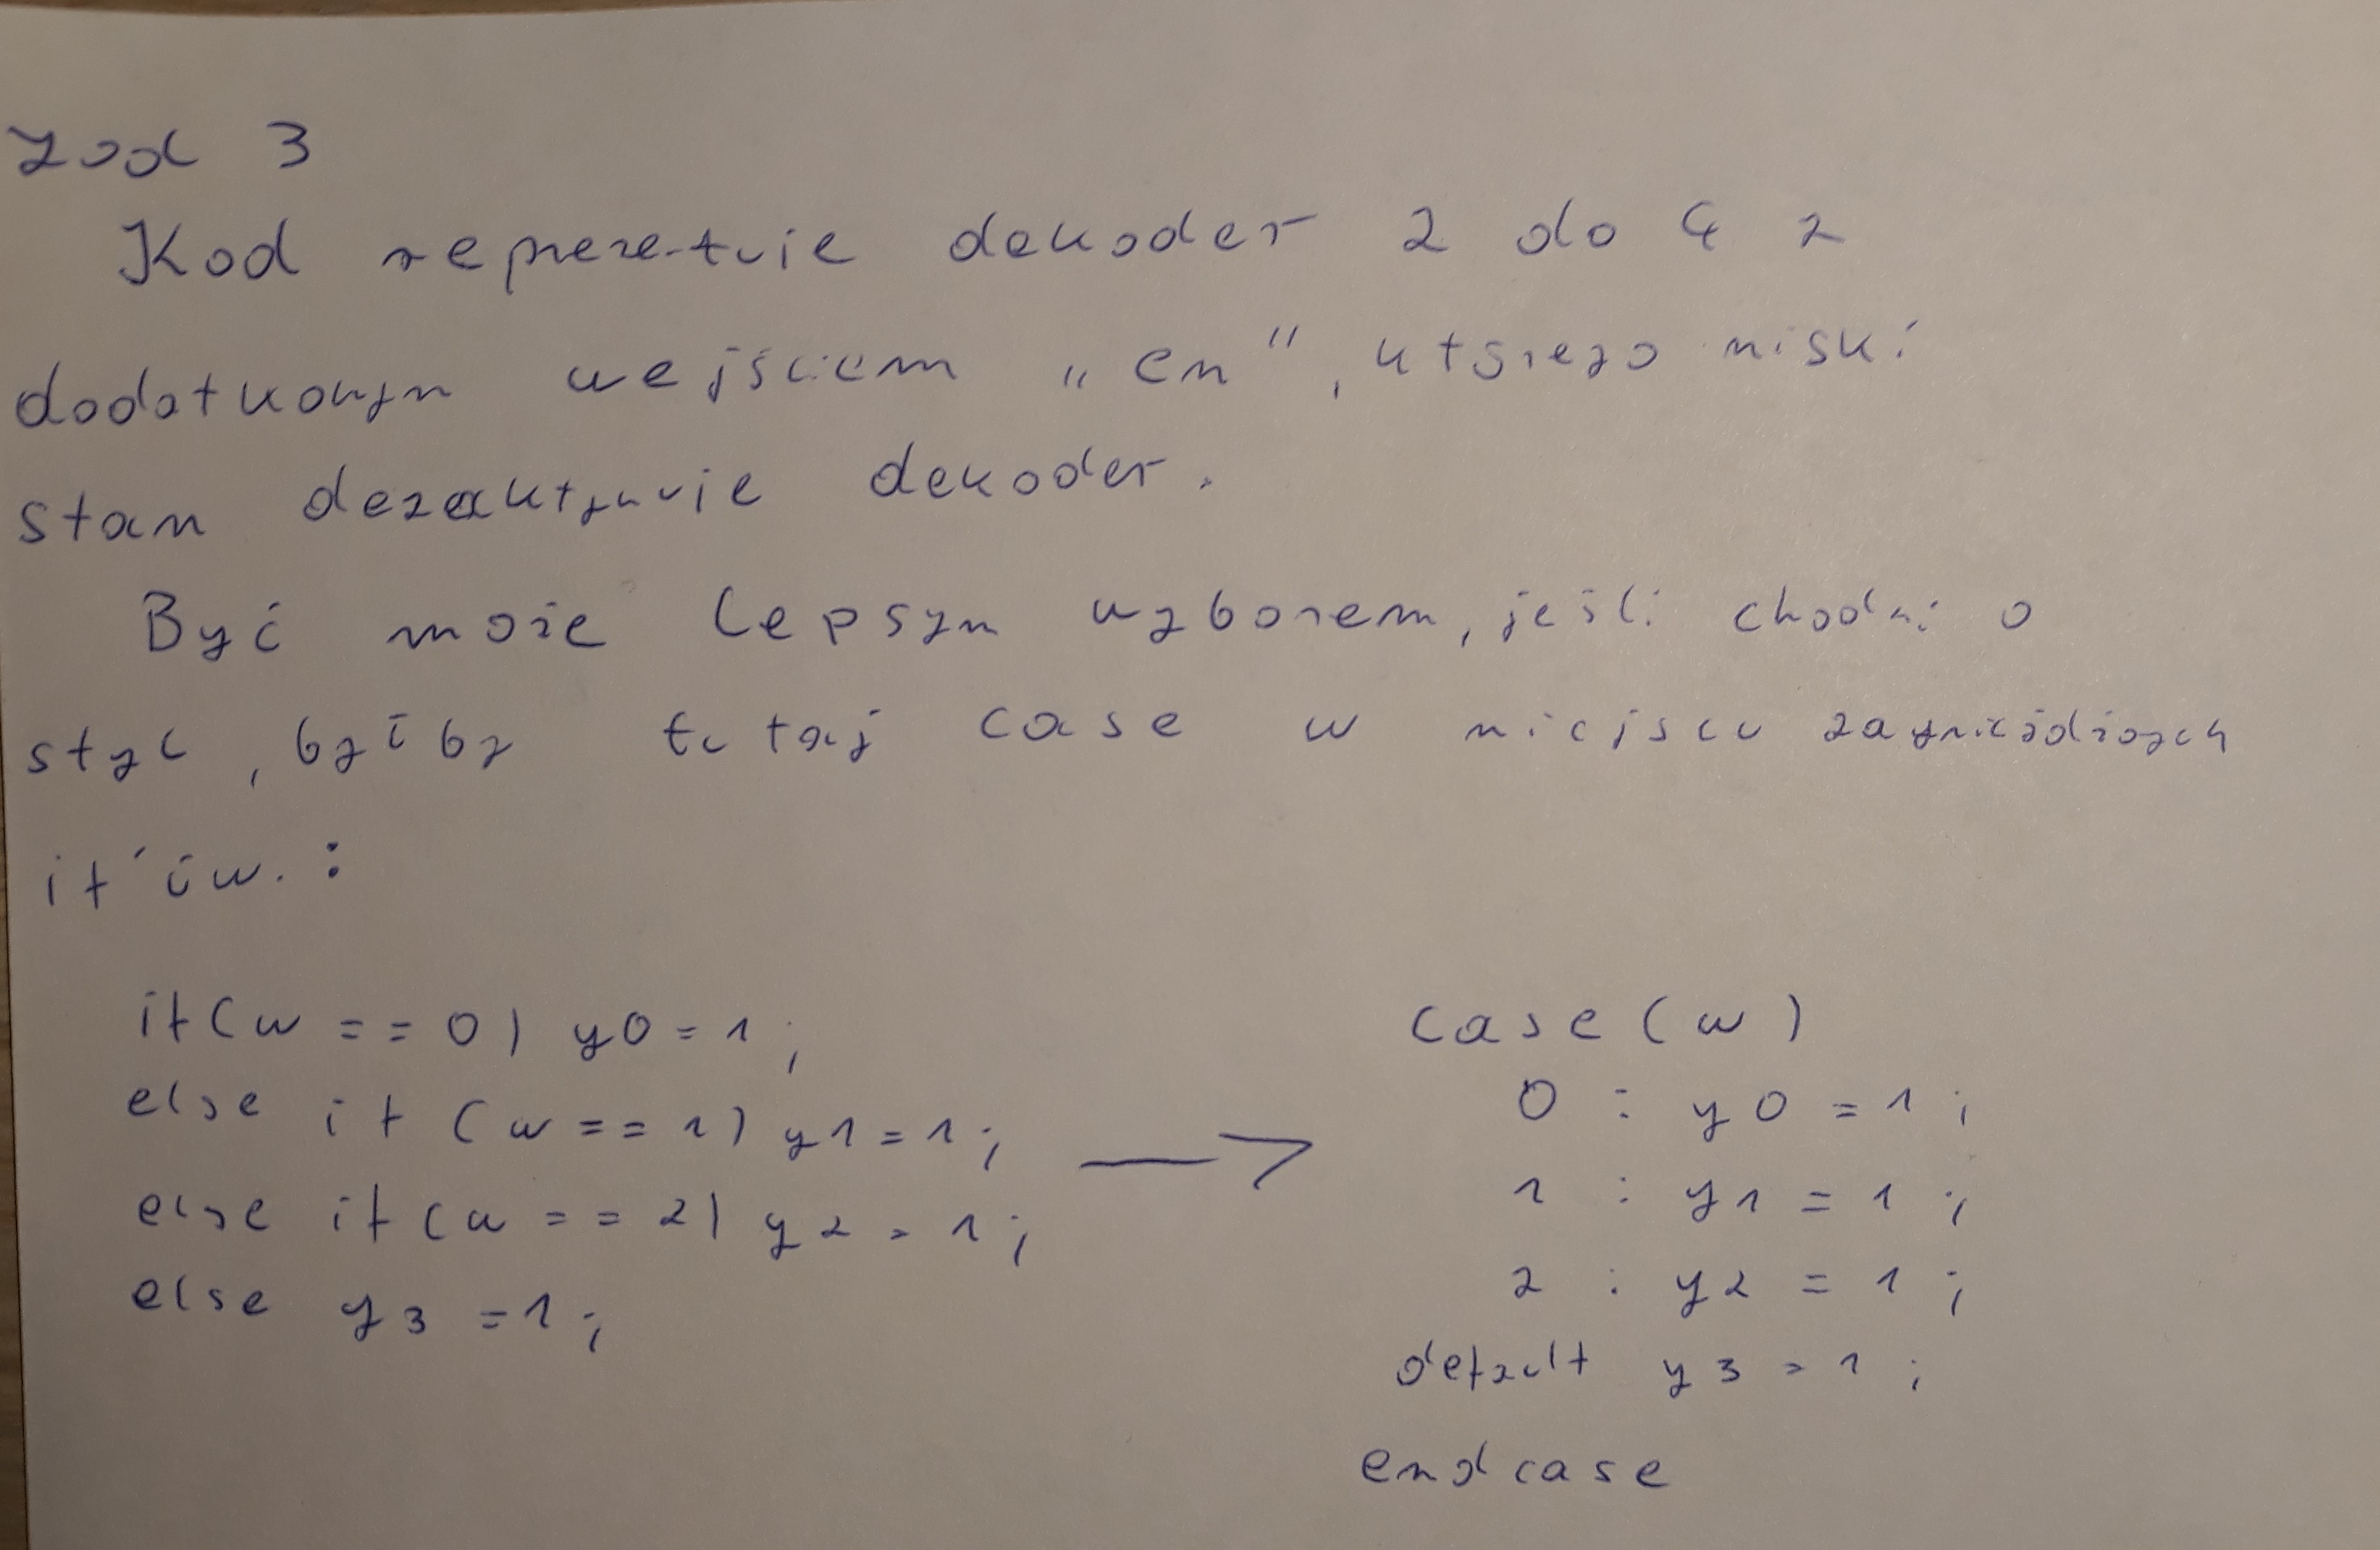 zad 3
Kod reprezentuje dekoder 2 do 4 z
dodatkowym wejściem „en", którego niski
stan dezaktywuje dekoder.
Być może lepszym wyborem, jeśli chodzi o
styl, byłby tutaj case w miejscu zagnieżdżonych
if'ów. :
if(w == 0) y0 = 1;
else if (w == 1) y1 = 1;
else if (w == 2) y2 = 1;
else y3 = 1;
case (w)
0 : y0 = 1;
1 : y1 = 1;
2 : y2 = 1;
default y3 = 1;
endcase